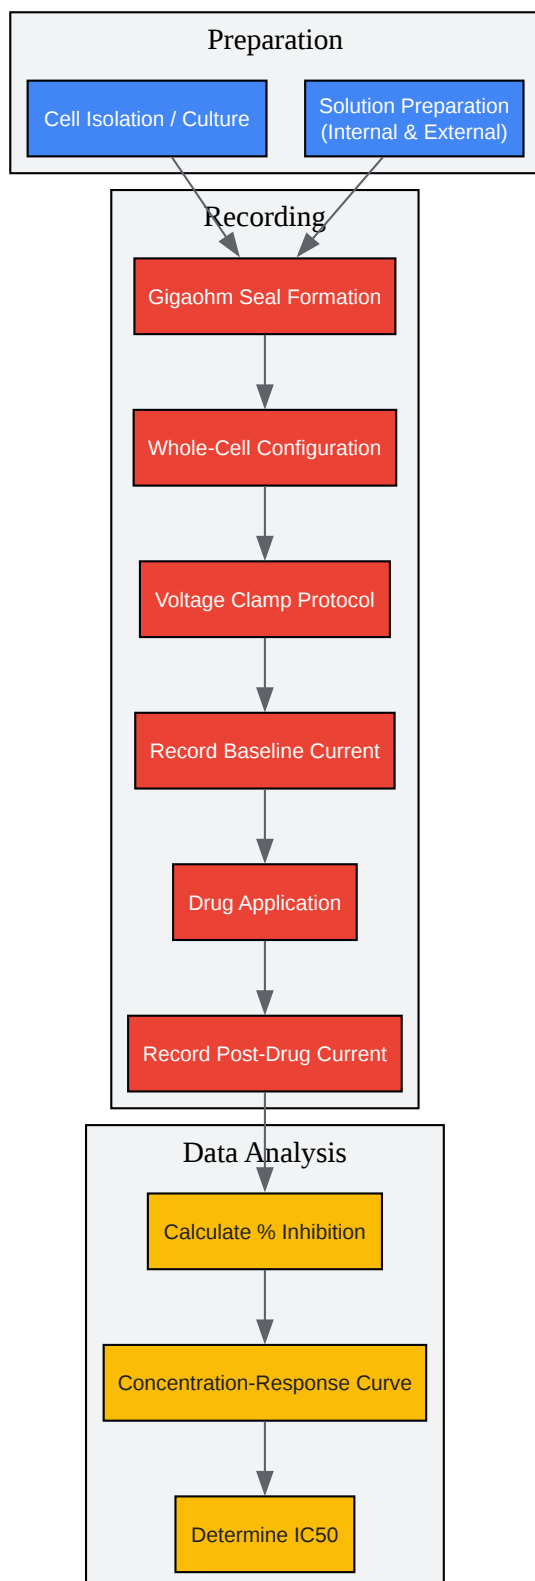 Preparation
Cell Isolation / Culture
Solution Preparation
(Internal & External)
Recording
Gigaohm Seal Formation
Whole-Cell Configuration
Voltage Clamp Protocol
Record Baseline Current
Drug Application
Record Post-Drug Current
Data Analysis
Calculate % Inhibition
Concentration-Response Curve
Determine IC50